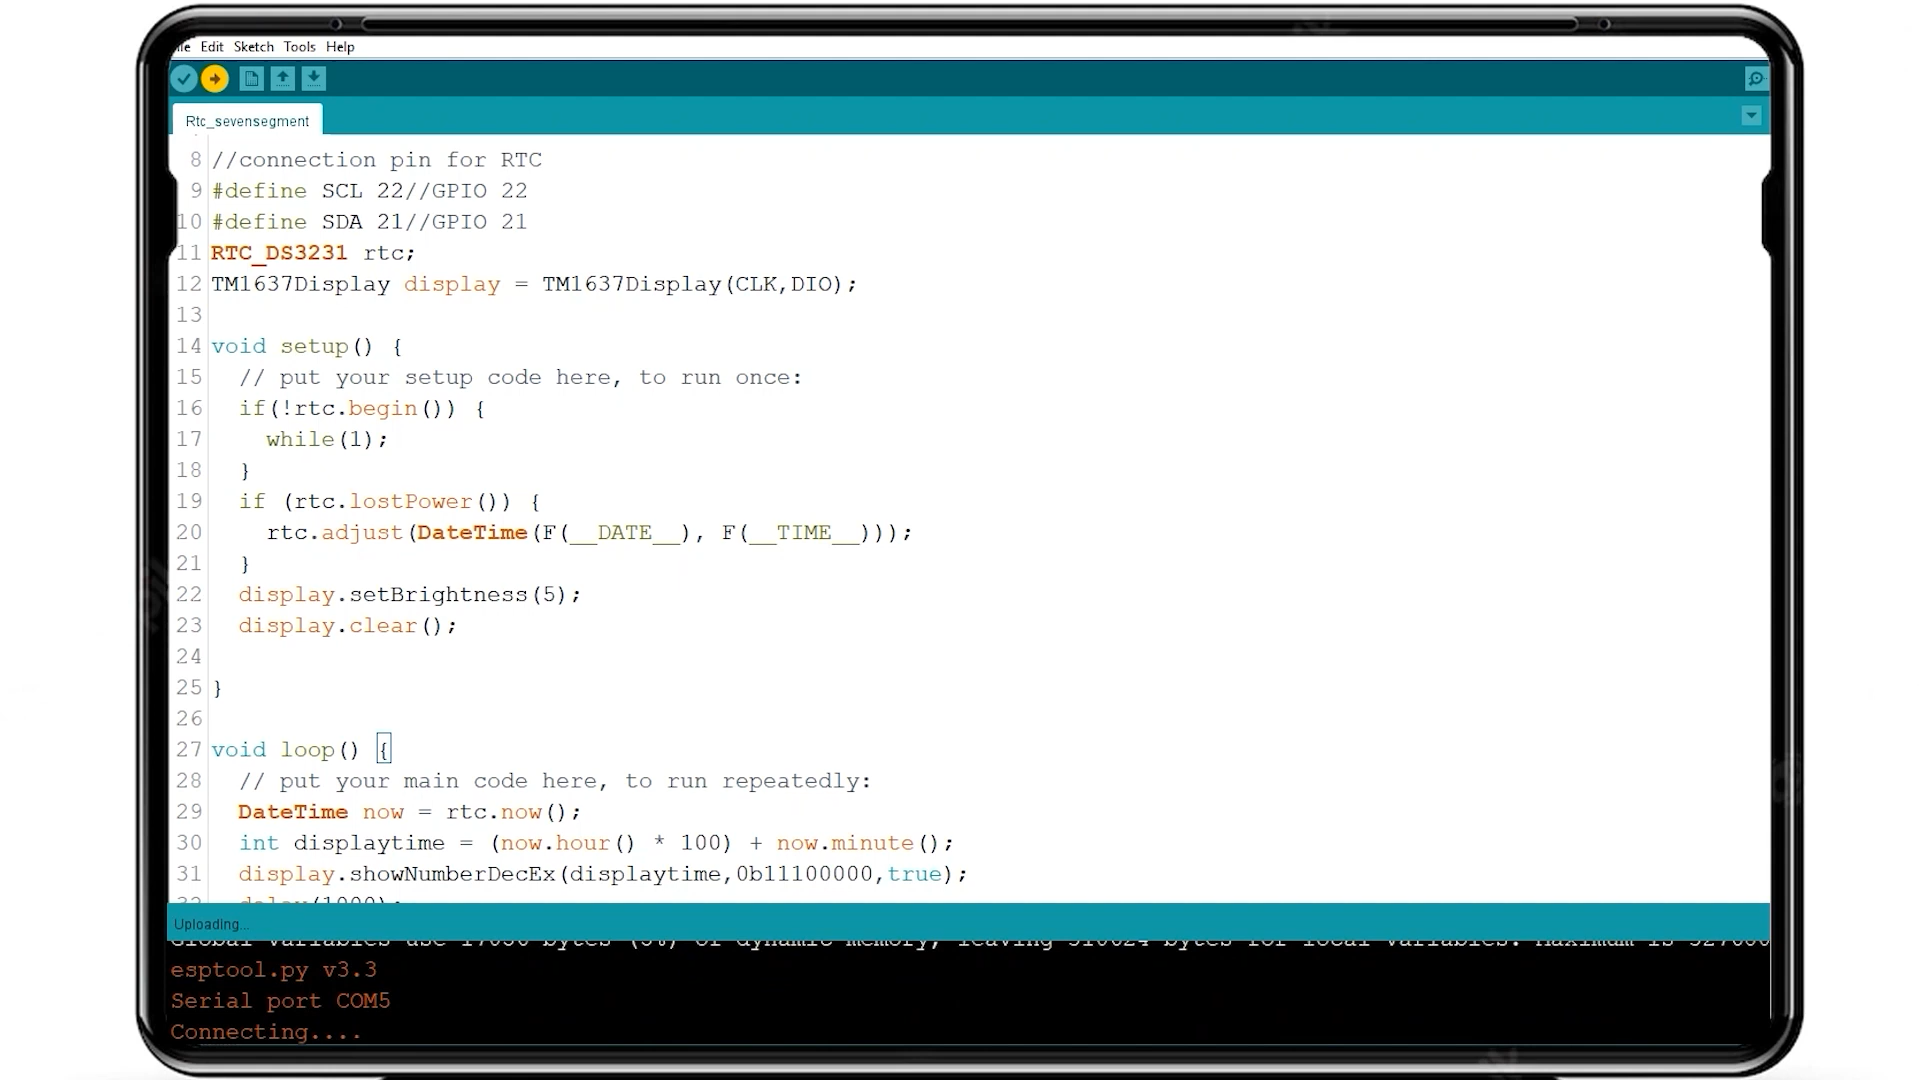 Edit Sketch Tools Help
Rtc_sevensegment
8 //connection pin for RTC
9 #define SCL 22//GPIO 22
10 #define SDA 21//GPIO 21
11 RTC_DS3231 rtc;
12 TM1637Display display = TM1637Display(CLK,DIO);
13
14 void setup() {
15 // put your setup code here, to run once:
16 if(!rtc.begin()) {
17 while(1);
18 }
19 if (rtc.lostPower()) {
20 rtc.adjust(DateTime(F(__DATE__), F(__TIME__)));
21 }
22 display.setBrightness(5);
23 display.clear();
24
25 }
26
27 void loop() {
28 // put your main code here, to run repeatedly:
29 DateTime now = rtc.now();
30 int displaytime = (now.hour() * 100) + now.minute();
31 display.showNumberDecEx(displaytime,0b11100000,true);
32 delay(1000);
Uploading...
esptool.py v3.3
Serial port COM5
Connecting....